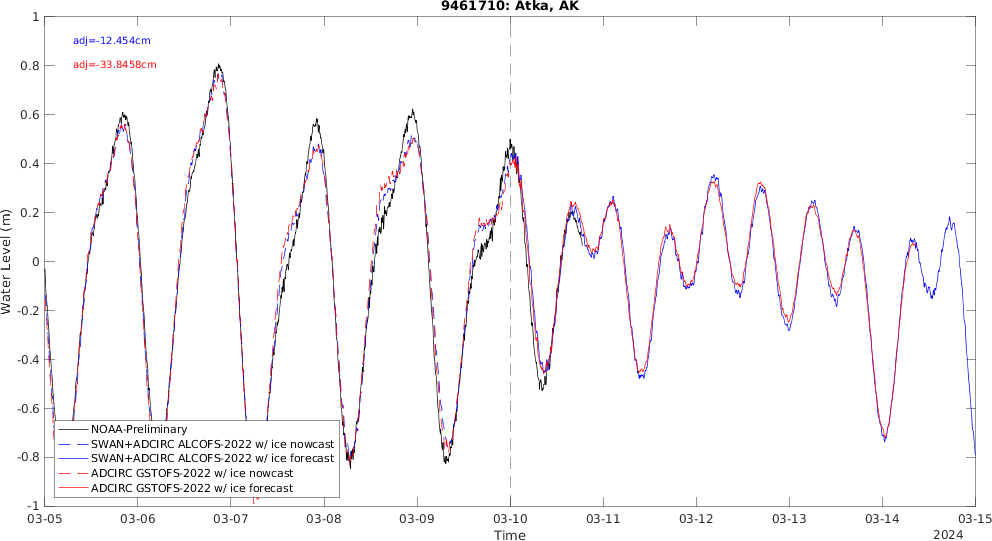 9461710: Atka, AK
adj=-12.454cm
adj=-33.8458cm
1
0.8
0.6
0.4
0.2
0
-0.2
-0.4
-0.6
-0.8
-1
Water Level (m)
NOAA-Preliminary
SWAN+ADCIRC ALCOFS-2022 w/ ice nowcast
SWAN+ADCIRC ALCOFS-2022 w/ ice forecast
ADCIRC GSTOFS-2022 w/ ice nowcast
ADCIRC GSTOFS-2022 w/ ice forecast
03-05 03-06 03-07 03-08 03-09 03-10 03-11 03-12 03-13 03-14 03-15
Time
2024